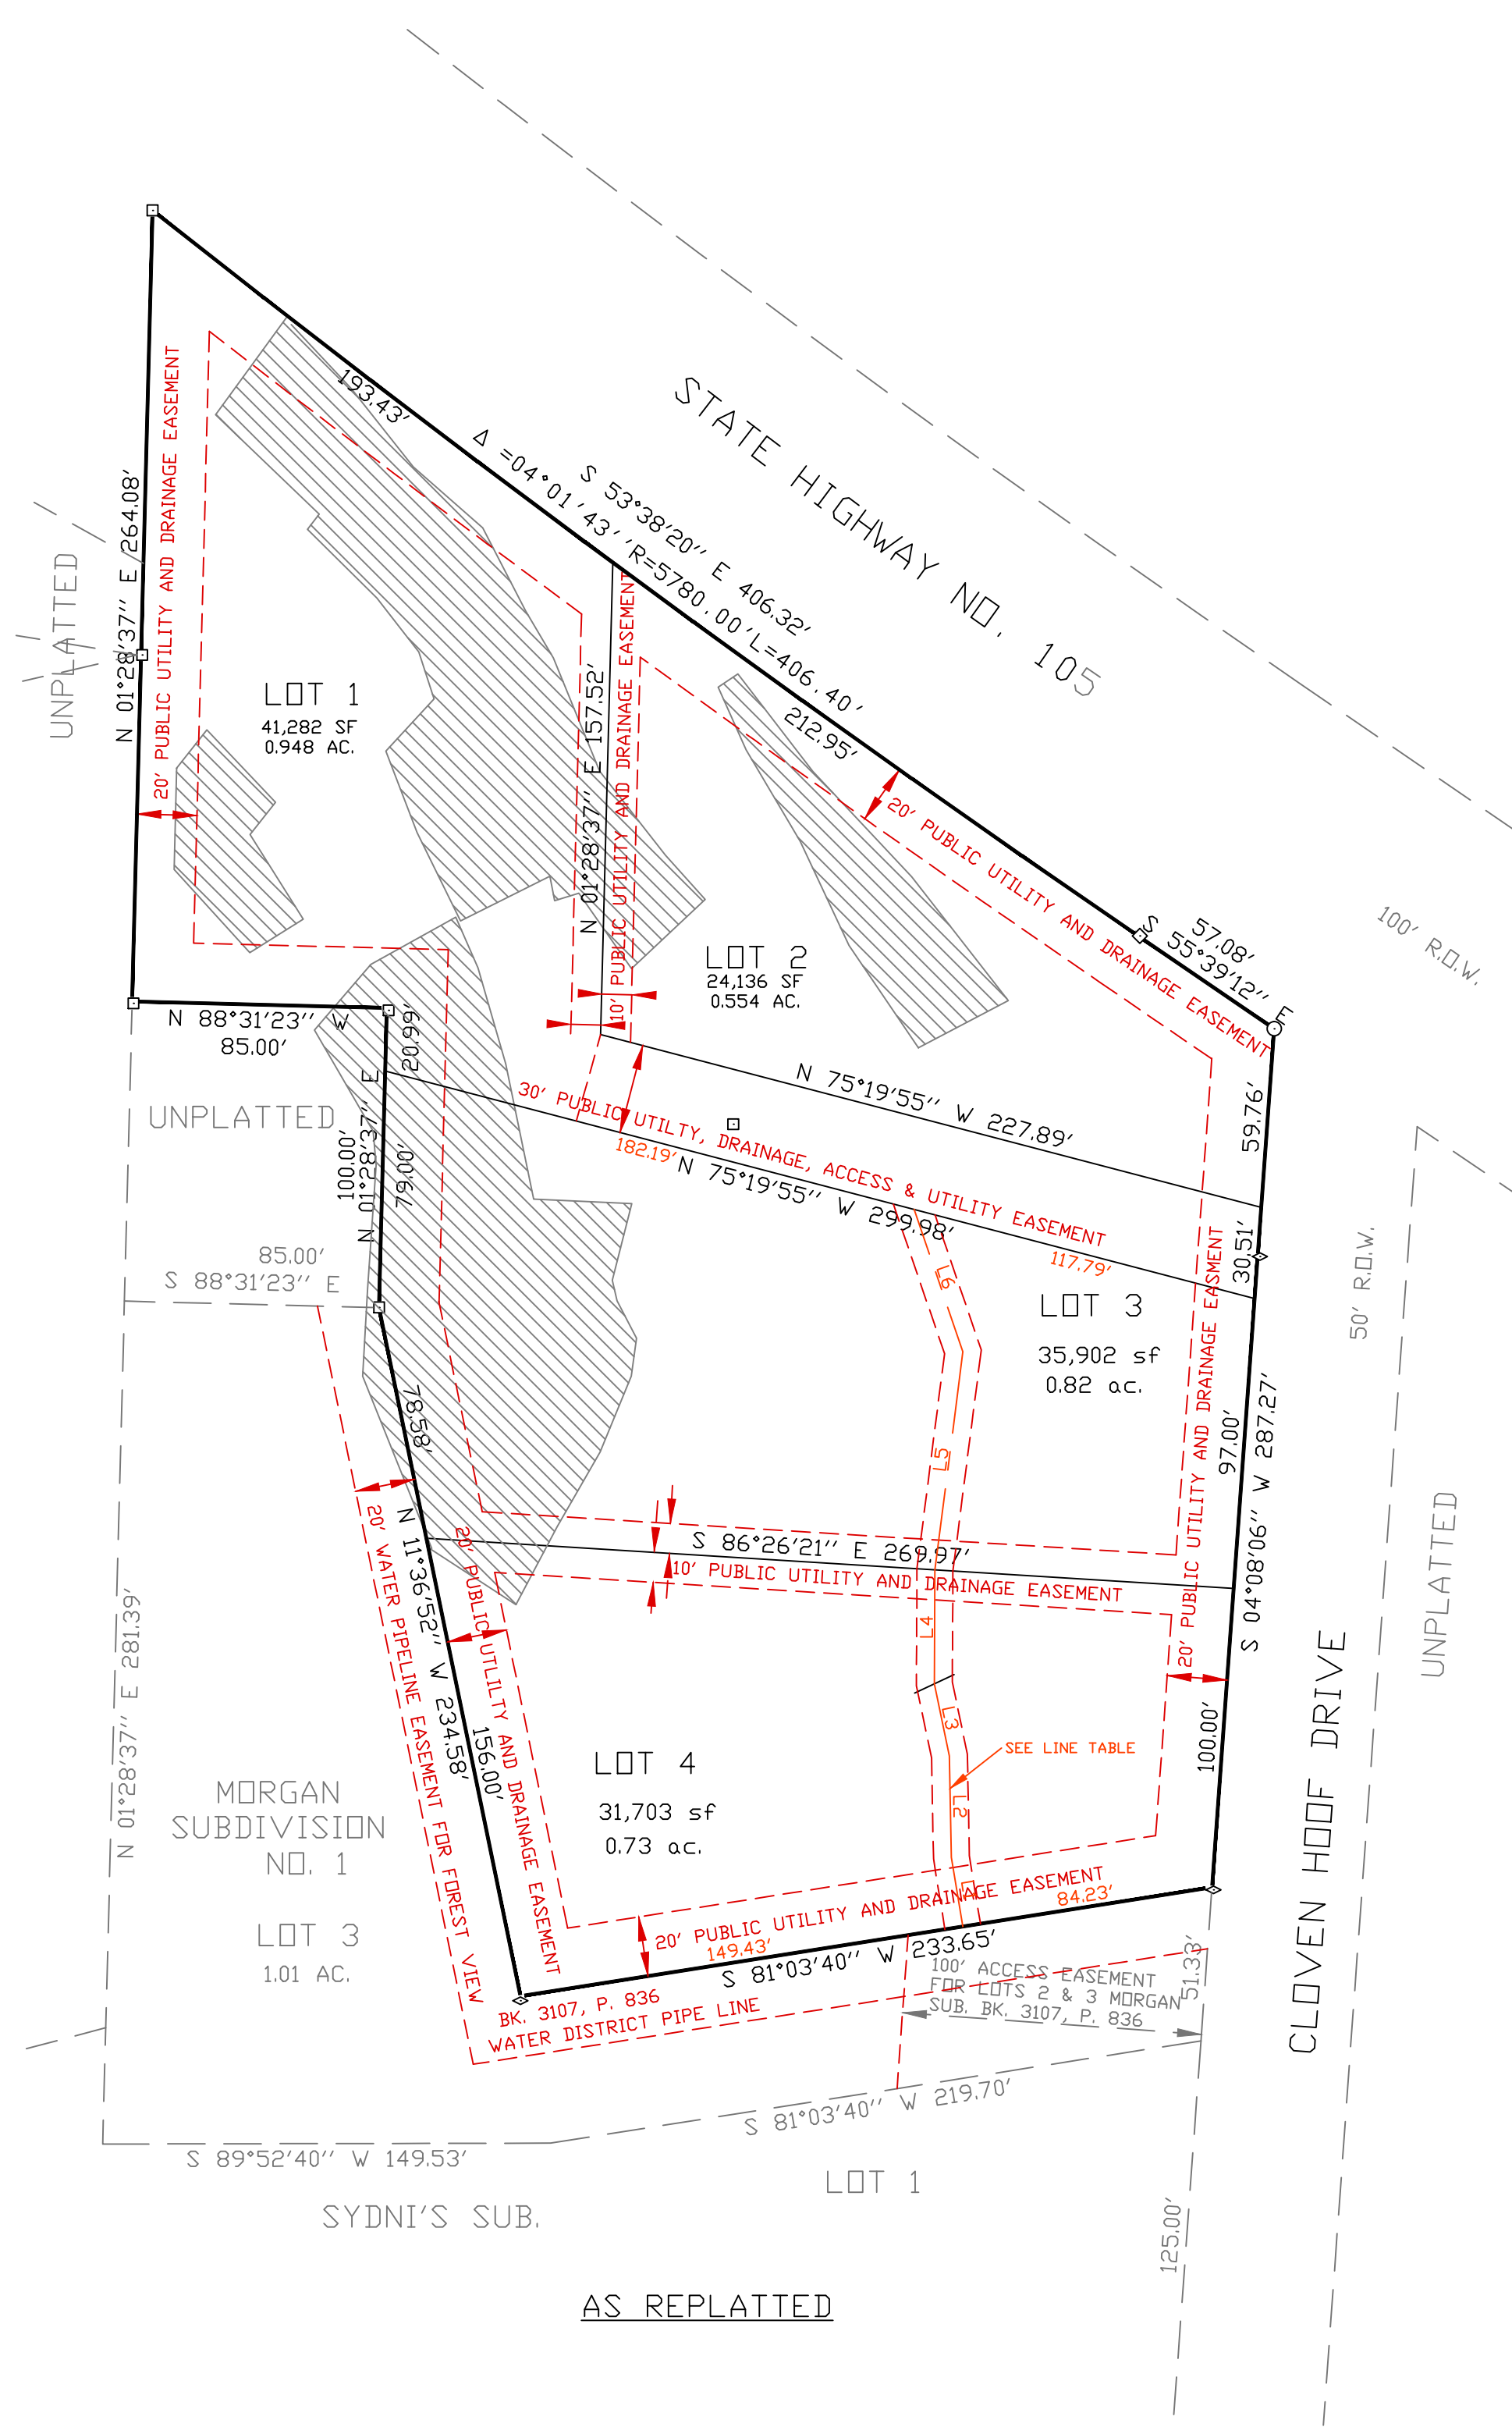 STATE HIGHWAY NO. 105
100' R.O.W.
193.43'
S 53°38'20'' E 406.32'
Δ =04°01'43''R=5780.00'L=406.40'
212.95'
57.08'
S 55°39'12'' E
20' PUBLIC UTILITY AND DRAINAGE EASEMENT
20' PUBLIC UTILITY AND DRAINAGE EASEMENT
UNPLATTED
N 01°28'37'' E 264.08'
LOT 1
41,282 SF
0.948 AC.
N 01°28'37'' E 157.52'
10' PUBLIC UTILITY AND DRAINAGE EASEMENT
LOT 2
24,136 SF
0.554 AC.
N 88°31'23'' W
85.00'
20.99'
UNPLATTED
100.00'
N 01°28'37'' E
79.00'
30' PUBLIC UTILTY, DRAINAGE, ACCESS & UTILITY EASEMENT
N 75°19'55'' W 227.89'
182.19'
N 75°19'55'' W 299.98'
117.79'
59.76'
30.51'
85.00'
S 88°31'23'' E
L6
LOT 3
35,902 sf
0.82 ac.
50' R.O.W.
78.58'
L5
97.00'
S 04°08'06'' W 287.27'
20' PUBLIC UTILITY AND DRAINAGE EASMENT
UNPLATTED
S 86°26'21'' E 269.97'
10' PUBLIC UTILITY AND DRAINAGE EASEMENT
N 11°36'52'' W 234.58'
156.00'
20' WATER PIPELINE EASEMENT FOR FOREST VIEW
20' PUBLIC UTLILTY AND DRAINAGE EASEMENT
L4
L3
SEE LINE TABLE
L2
100.00'
LOT 4
31,703 sf
0.73 ac.
N 01°28'37'' E 281.39'
MORGAN
SUBDIVISION
NO. 1
LOT 3
1.01 AC.
CLOVEN HOOF DRIVE
20' PUBLIC UTILITY AND DRAINAGE EASEMENT
84.23'
149.43'
S 81°03'40'' W 233.65'
BK. 3107, P. 836
WATER DISTRICT PIPE LINE
100' ACCESS EASEMENT
FOR LOTS 2 & 3 MORGAN
SUB. BK. 3107, P. 836
51.33'
S 81°03'40'' W 219.70'
S 89°52'40'' W 149.53'
LOT 1
SYDNI'S SUB.
125.00'
AS REPLATTED